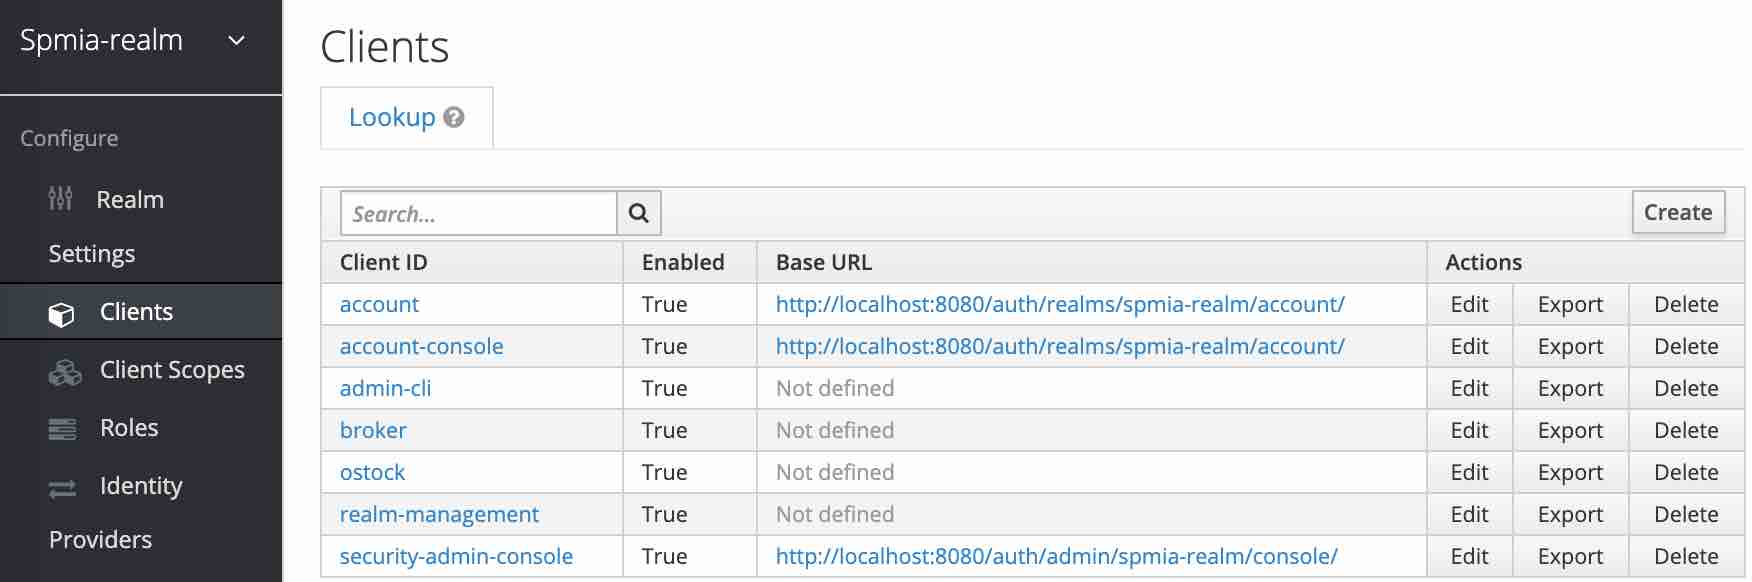 Spmia-realm
Configure
Realm
Settings
Clients
Client Scopes
Roles
Identity
Providers
Clients
Lookup ?
Search...
Create
Client ID Enabled Base URL Actions
account True http://localhost:8080/auth/realms/spmia-realm/account/ Edit Export Delete
account-console True http://localhost:8080/auth/realms/spmia-realm/account/ Edit Export Delete
admin-cli True Not defined Edit Export Delete
broker True Not defined Edit Export Delete
ostock True Not defined Edit Export Delete
realm-management True Not defined Edit Export Delete
security-admin-console True http://localhost:8080/auth/admin/spmia-realm/console/ Edit Export Delete